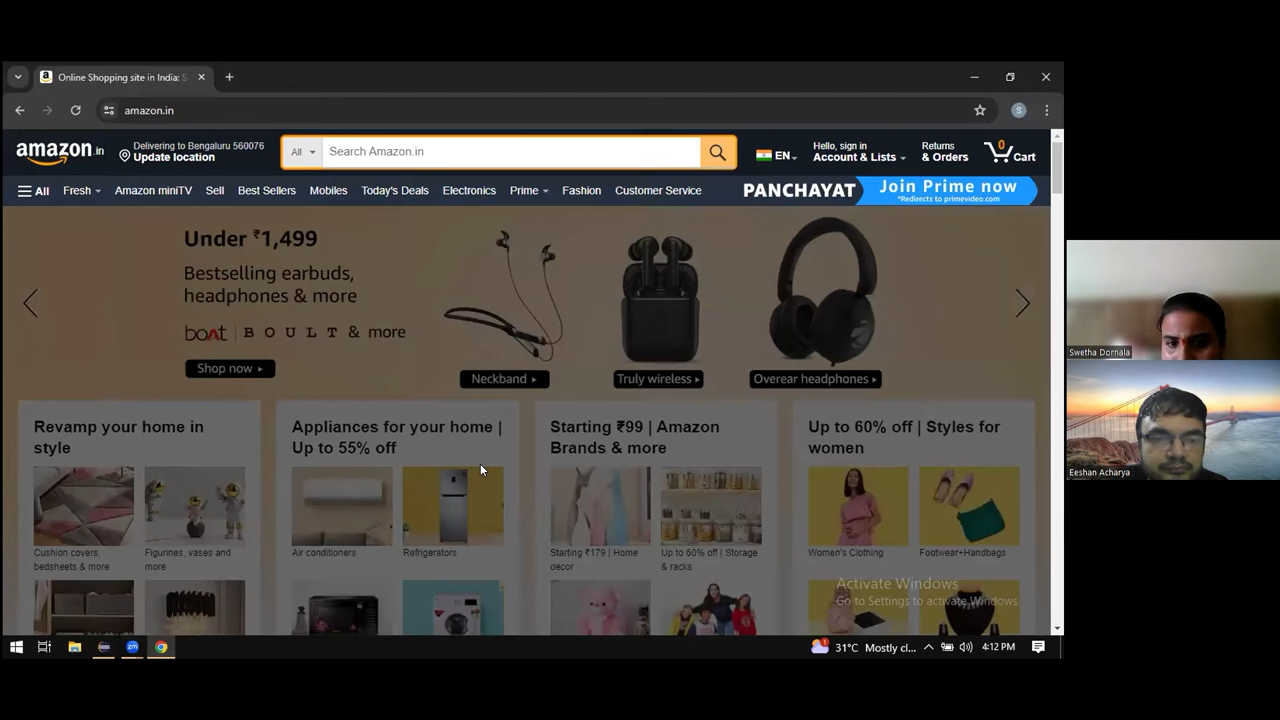 Online Shopping site in India: S
amazon.in
amazon.in
Delivering to Bengaluru 560076
Update location
All
Search Amazon.in
EN
Hello, sign in
Account & Lists
Returns
& Orders
0
Cart
All
Fresh
Amazon miniTV
Sell
Best Sellers
Mobiles
Today's Deals
Electronics
Prime
Fashion
Customer Service
PANCHAYAT
Join Prime now
*Redirects to primevideo.com
Under ₹1,499
Bestselling earbuds,
headphones & more
boAt | BOULT & more
Shop now
Neckband
Truly wireless
Overear headphones
Revamp your home in
style
Cushion covers,
bedsheets & more
Figurines, vases and
more
Appliances for your home |
Up to 55% off
Air conditioners
Refrigerators
Starting ₹99 | Amazon
Brands & more
Starting ₹179 | Home
decor
Up to 60% off | Storage
& racks
Up to 60% off | Styles for
women
Women's Clothing
Footwear+Handbags
Activate Windows
Go to Settings to activate Windows.
zm
1
31°C Mostly cl...
4:12 PM
S
Swetha Dornala
Eeshan Acharya